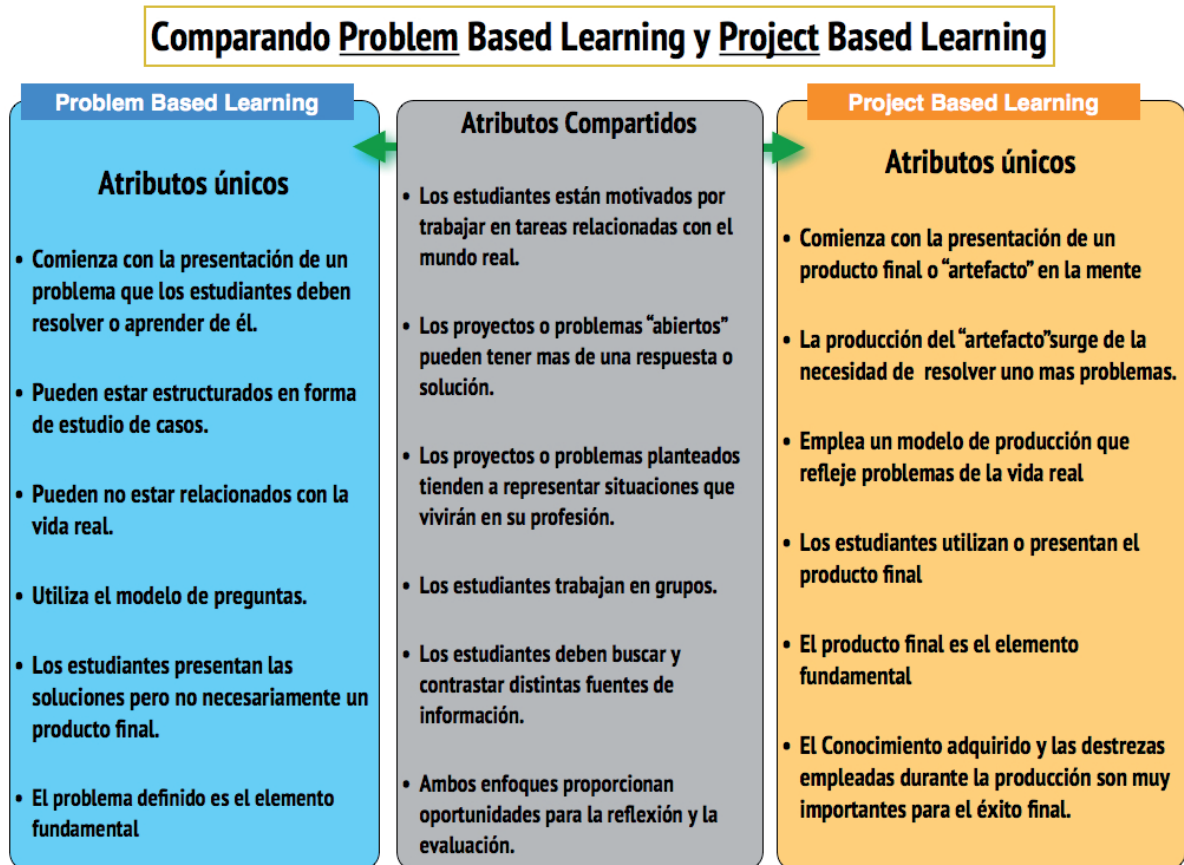 Comparando Problem Based Learning y Project Based Learning
Problem Based Learning
Atributos únicos
• Comienza con la presentación de un
problema que los estudiantes deben
resolver o aprender de él.
• Pueden estar estructurados en forma
de estudio de casos.
• Pueden no estar relacionados con la
vida real.
• Utiliza el modelo de preguntas.
• Los estudiantes presentan las
soluciones pero no necesariamente un
producto final.
• El problema definido es el elemento
fundamental
Atributos Compartidos
• Los estudiantes están motivados por
trabajar en tareas relacionadas con el
mundo real.
• Los proyectos o problemas “abiertos”
pueden tener mas de una respuesta o
solución.
• Los proyectos o problemas planteados
tienden a representar situaciones que
vivirán en su profesión.
• Los estudiantes trabajan en grupos.
• Los estudiantes deben buscar y
contrastar distintas fuentes de
información.
• Ambos enfoques proporcionan
oportunidades para la reflexión y la
evaluación.
Project Based Learning
Atributos únicos
• Comienza con la presentación de un
producto final o “artefacto” en la mente
• La producción del “artefacto”surge de la
necesidad de resolver uno mas problemas.
• Emplea un modelo de producción que
refleje problemas de la vida real
• Los estudiantes utilizan o presentan el
producto final
• El producto final es el elemento
fundamental
• El Conocimiento adquirido y las destrezas
empleadas durante la producción son muy
importantes para el éxito final.